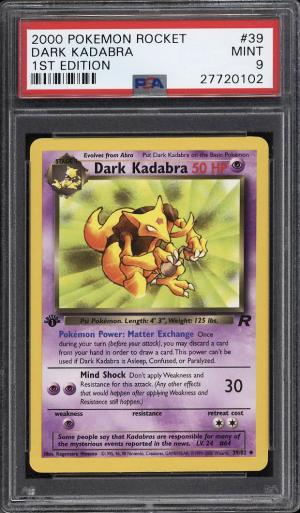 2000 POKEMON ROCKET #39
DARK KADABRA MINT
1ST EDITION 9
PSA 27720102
STAGE 1 Evolves from Abra Put Dark Kadabra on the Basic Pokémon
Dark Kadabra 50 HP
Psi Pokémon. Length: 4' 3", Weight: 125 lbs.
1 EDITION R
Pokémon Power: Matter Exchange Once
during your turn (before your attack), you may discard a card
from your hand in order to draw a card. This power can't be used
if Dark Kadabra is Asleep, Confused, or Paralyzed.
Mind Shock Don't apply Weakness and
Resistance for this attack. (Any other effects
that would happen after applying Weakness and
Resistance still happen.)
30
weakness resistance retreat cost
Some people say that Kadabras are responsible for many of
the mysterious events reported in the news. LV. 24 #64
39/82